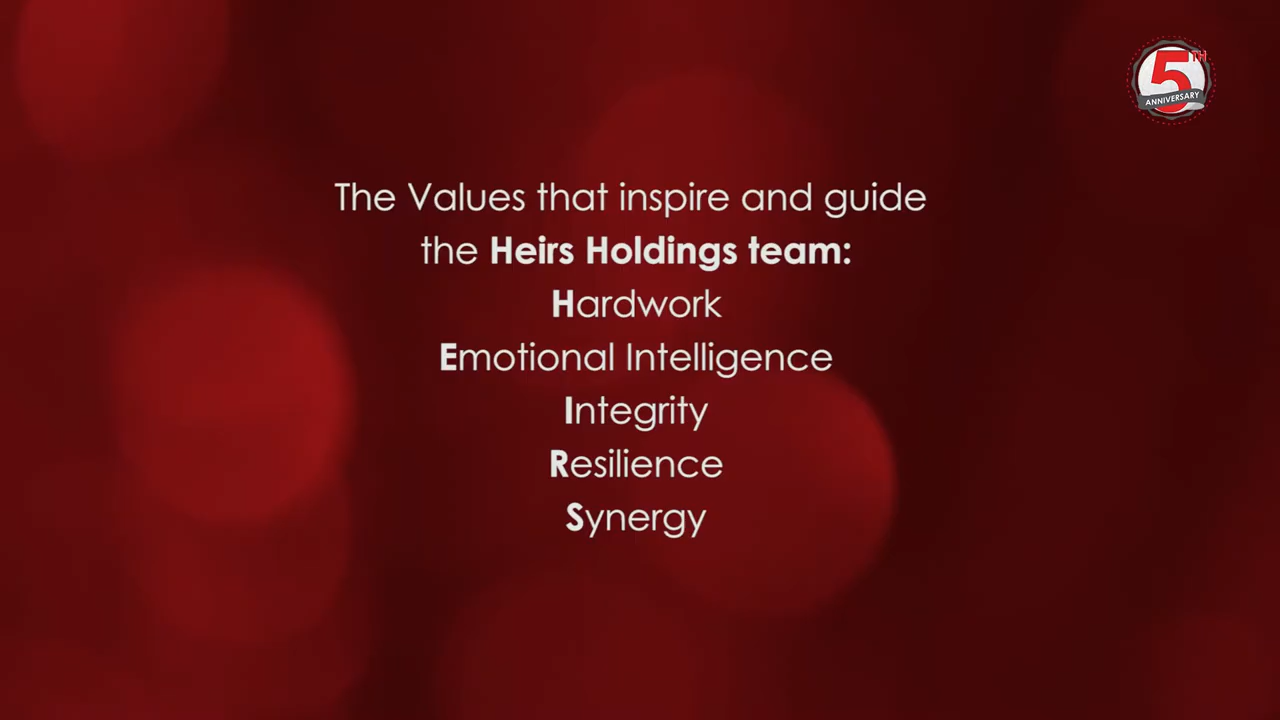 5TH
ANNIVERSARY
The Values that inspire and guide
the Heirs Holdings team:
Hardwork
Emotional Intelligence
Integrity
Resilience
Synergy